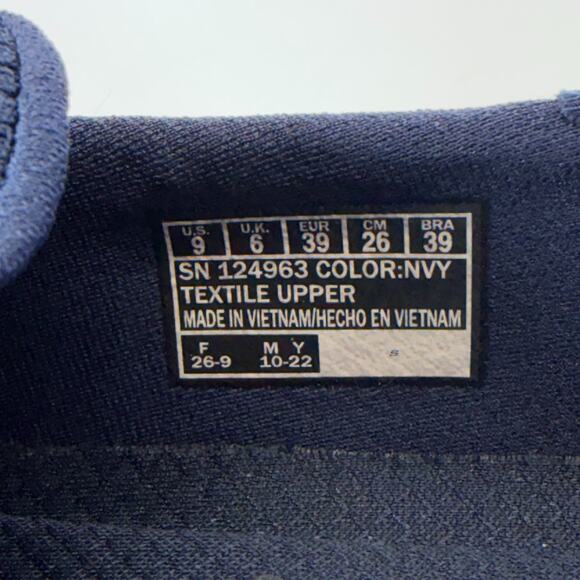 U.S. U.K. EUR CM BRA
9 6 39 26 39
SN 124963 COLOR:NVY
TEXTILE UPPER
MADE IN VIETNAM/HECHO EN VIETNAM
F M Y
26-9 10-22
s